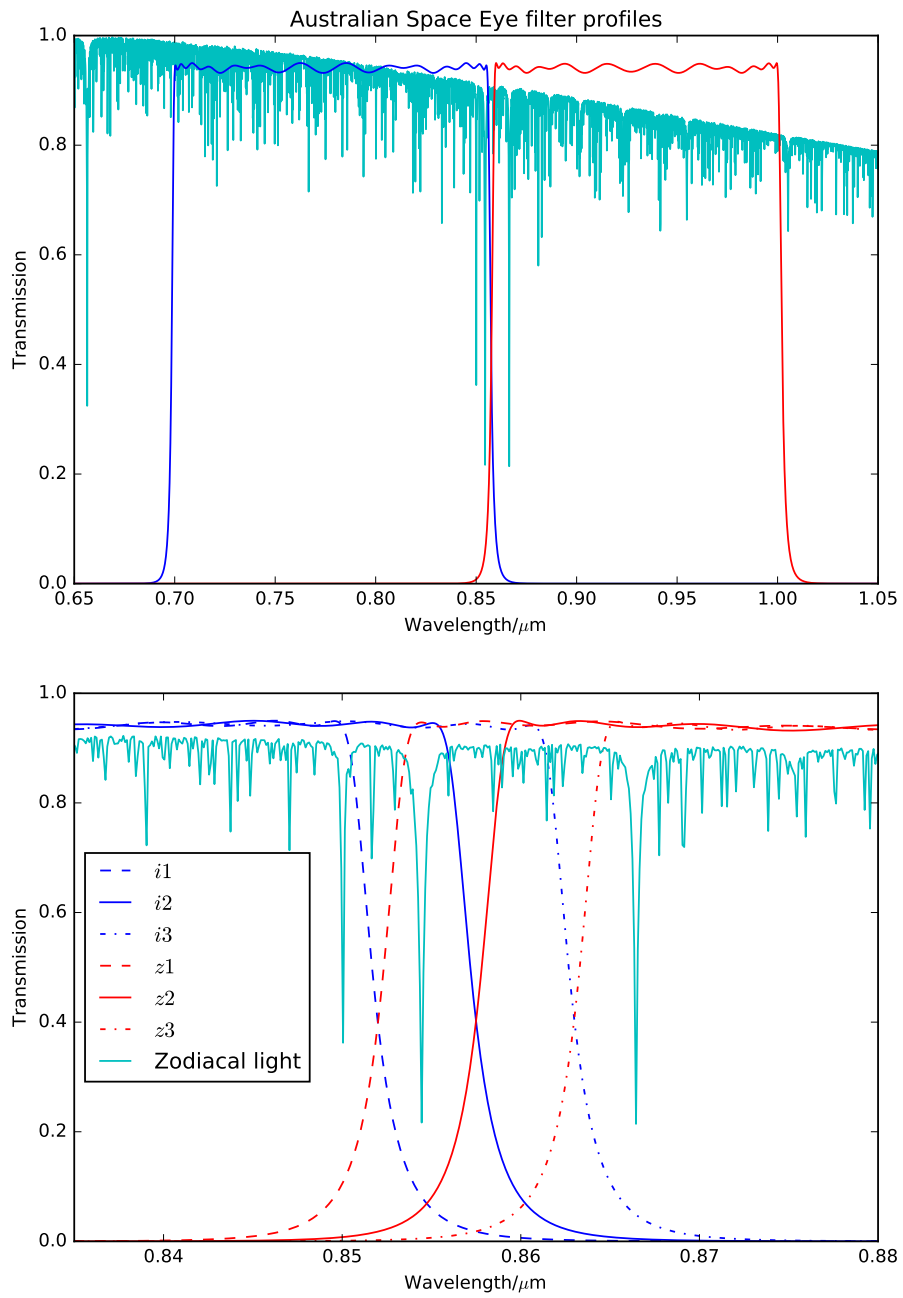 Australian Space Eye filter profiles
1.0
0.8
0.6
0.4
0.2
0.0
Transmission
0.65 0.70 0.75 0.80 0.85 0.90 0.95 1.00 1.05
Wavelength/μm
1.0
0.8
0.6
0.4
0.2
0.0
Transmission
i1
i2
i3
z1
z2
z3
Zodiacal light
0.84 0.85 0.86 0.87 0.88
Wavelength/μm